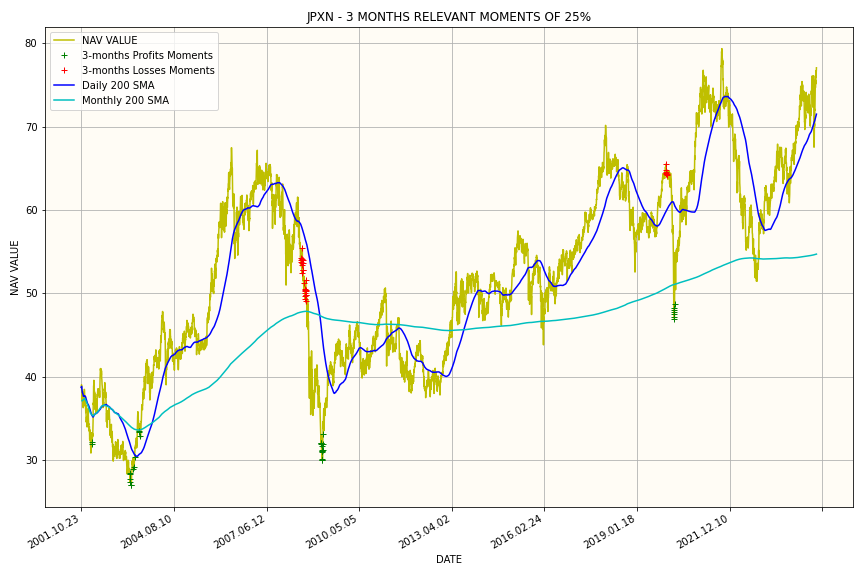 JPXN - 3 MONTHS RELEVANT MOMENTS OF 25%
NAV VALUE
3-months Profits Moments
3-months Losses Moments
Daily 200 SMA
Monthly 200 SMA
80
70
60
50
40
30
NAV VALUE
2001.10.23
2004.08.10
2007.06.12
2010.05.05
2013.04.02
2016.02.24
2019.01.18
2021.12.10
DATE